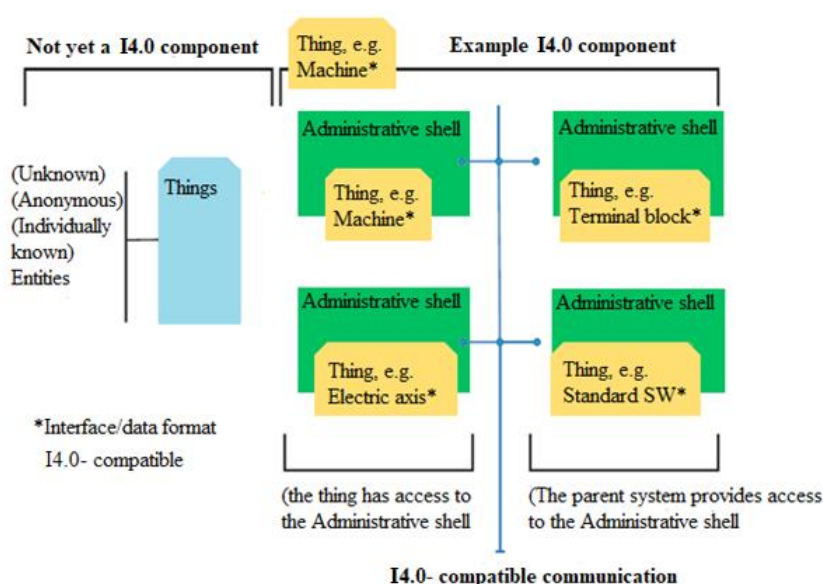 Not yet a I4.0 component
Thing, e.g.
Machine*
Example I4.0 component
(Unknown)
(Anonymous)
(Individually
known)
Entities
Things
Administrative shell
Thing, e.g.
Machine*
Administrative shell
Thing, e.g.
Terminal block*
Administrative shell
Thing, e.g.
Electric axis*
Administrative shell
Thing, e.g.
Standard SW*
*Interface/data format
I4.0- compatible
(the thing has access to
the Administrative shell
(The parent system provides access
to the Administrative shell
I4.0- compatible communication